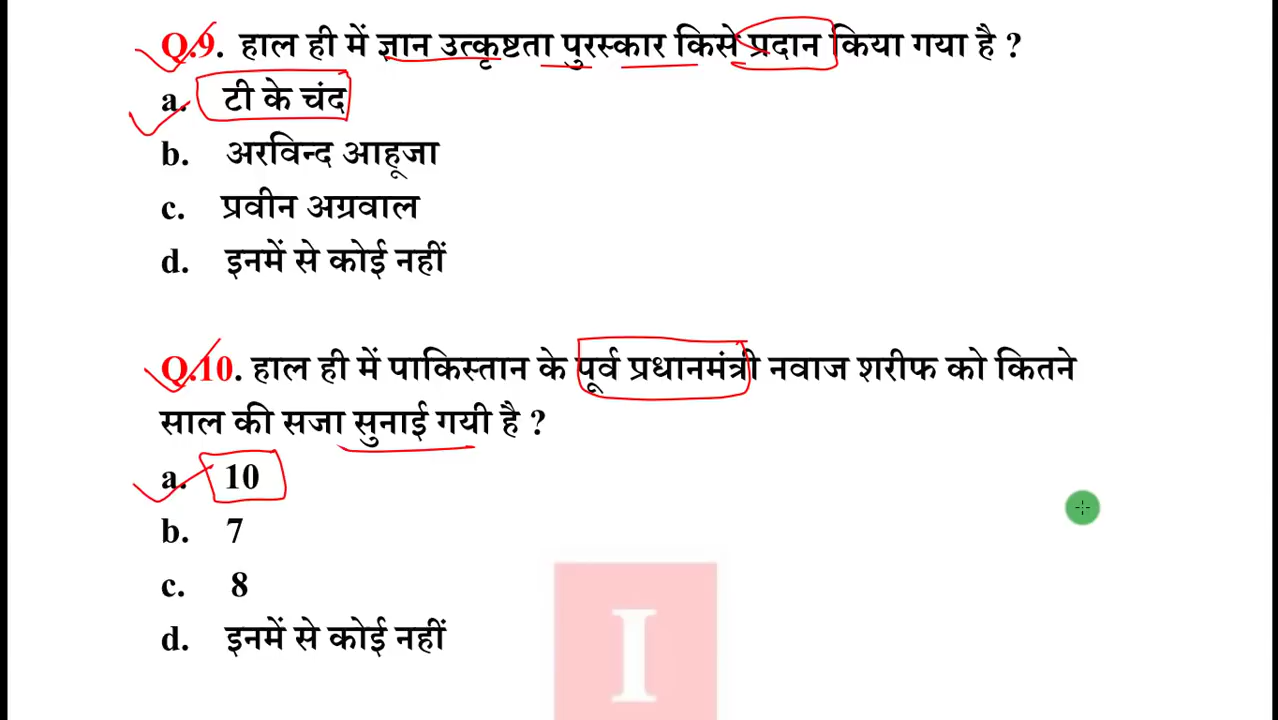 Q.9. हाल ही में ज्ञान उत्कृष्टता पुरस्कार किसे प्रदान किया गया है ?
a. टी के चंद
b. अरविन्द आहूजा
c. प्रवीन अग्रवाल
d. इनमें से कोई नहीं
Q.10. हाल ही में पाकिस्तान के पूर्व प्रधानमंत्री नवाज शरीफ को कितने
साल की सजा सुनाई गयी है ?
a. 10
b. 7
c. 8
d. इनमें से कोई नहीं
I